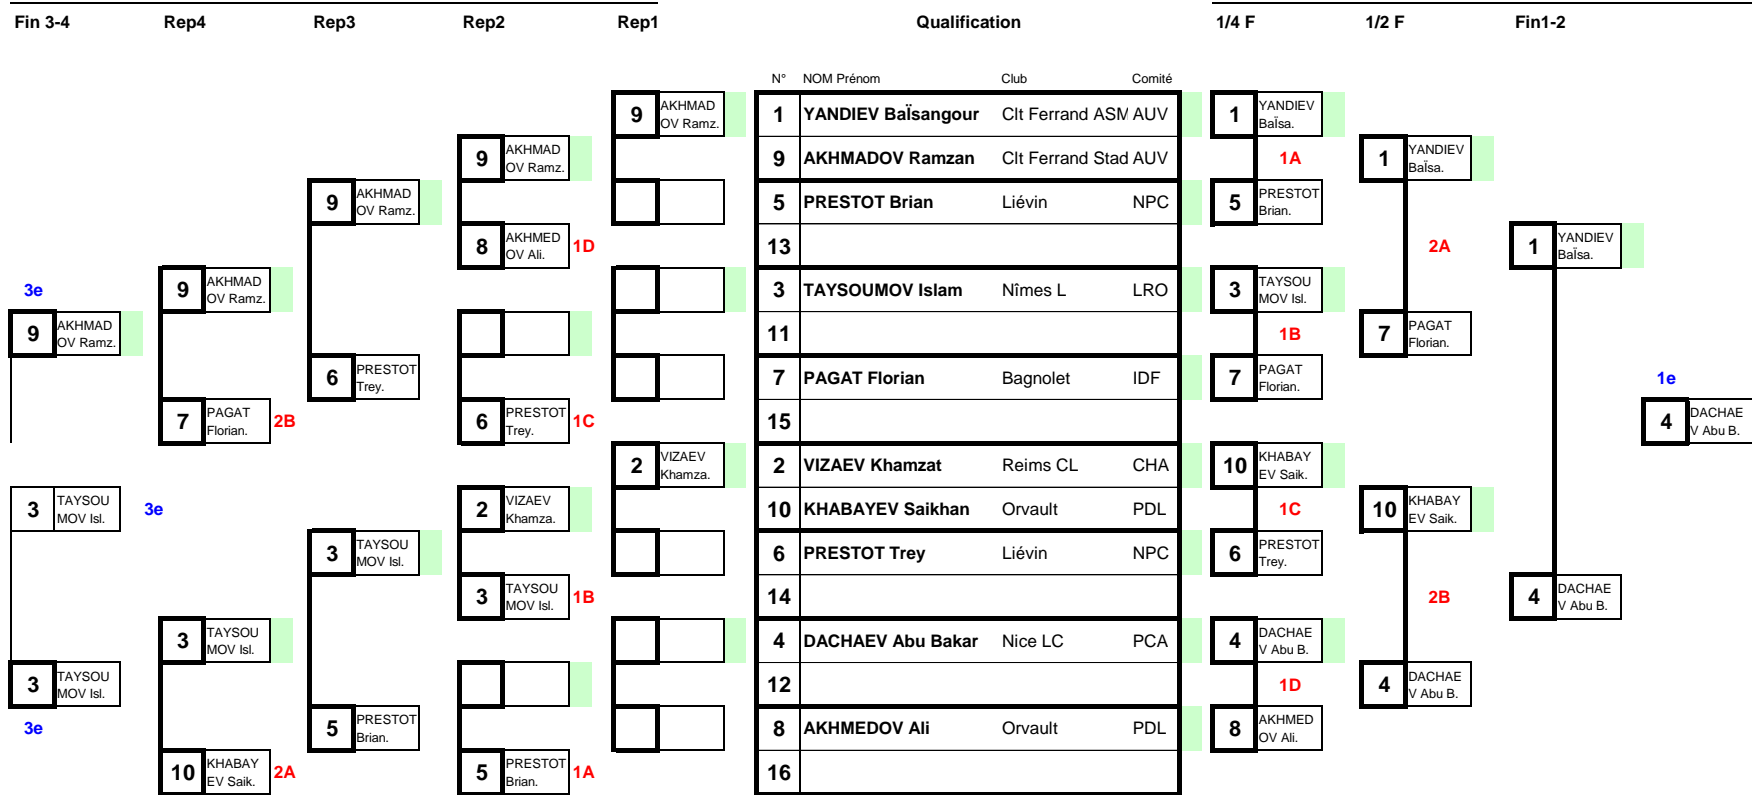 Fin 3-4 Rep4 Rep3 Rep2 Rep1 Qualification 1/4 F 1/2 F Fin1-2
N° NOM Prénom Club Comité
9 AKHMAD OV Ramz.
1 YANDIEV BaÏsangour Clt Ferrand ASM AUV
1 YANDIEV BaÏsa.
9 AKHMAD OV Ramz.
9 AKHMADOV Ramzan Clt Ferrand Stad AUV
1A
1 YANDIEV BaÏsa.
9 AKHMAD OV Ramz.
5 PRESTOT Brian Liévin NPC
5 PRESTOT Brian.
8 AKHMED OV Ali. 1D
13
2A
1 YANDIEV BaÏsa.
3e
9 AKHMAD OV Ramz.
3 TAYSOUMOV Islam Nîmes L LRO
3 TAYSOU MOV Isl.
9 AKHMAD OV Ramz.
11
1B
7 PAGAT Florian.
6 PRESTOT Trey.
7 PAGAT Florian Bagnolet IDF
7 PAGAT Florian.
1e
7 PAGAT Florian. 2B
6 PRESTOT Trey. 1C
15
4 DACHAE V Abu B.
2 VIZAEV Khamza.
2 VIZAEV Khamzat Reims CL CHA
10 KHABAY EV Saik.
3 TAYSOU MOV Isl. 3e
2 VIZAEV Khamza.
10 KHABAYEV Saikhan Orvault PDL
1C
10 KHABAY EV Saik.
3 TAYSOU MOV Isl.
6 PRESTOT Trey Liévin NPC
6 PRESTOT Trey.
3 TAYSOU MOV Isl. 1B
14
2B
4 DACHAE V Abu B.
3 TAYSOU MOV Isl.
4 DACHAEV Abu Bakar Nice LC PCA
4 DACHAE V Abu B.
3 TAYSOU MOV Isl.
12
1D
4 DACHAE V Abu B.
3e
5 PRESTOT Brian.
8 AKHMEDOV Ali Orvault PDL
8 AKHMED OV Ali.
10 KHABAY EV Saik. 2A
5 PRESTOT Brian. 1A
16